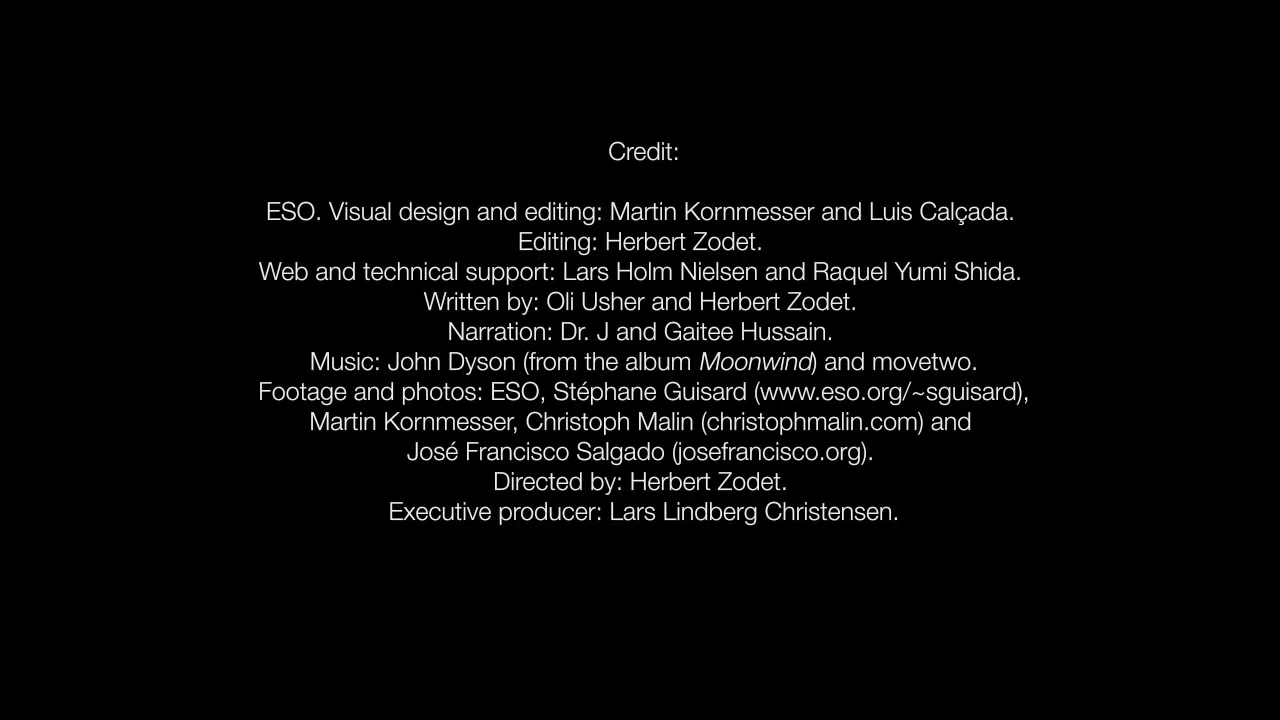 Credit:
ESO. Visual design and editing: Martin Kornmesser and Luis Calçada.
Editing: Herbert Zodet.
Web and technical support: Lars Holm Nielsen and Raquel Yumi Shida.
Written by: Oli Usher and Herbert Zodet.
Narration: Dr. J and Gaitee Hussain.
Music: John Dyson (from the album Moonwind) and movetwo.
Footage and photos: ESO, Stéphane Guisard (www.eso.org/~sguisard),
Martin Kornmesser, Christoph Malin (christophmalin.com) and
José Francisco Salgado (josefrancisco.org).
Directed by: Herbert Zodet.
Executive producer: Lars Lindberg Christensen.